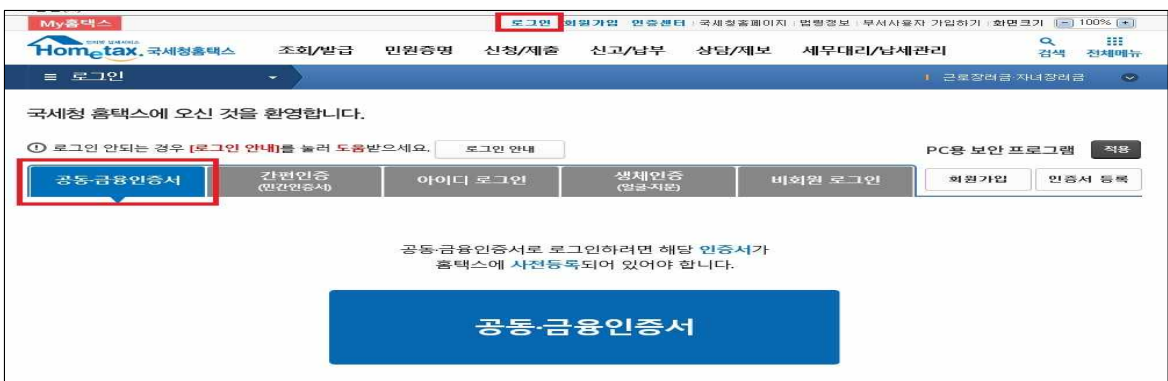 My홈택스
로그인 회원가입 인증센터 국세청홈페이지 법령정보 부서사용자 가입하기 화면크기 100%
Hometax. 국세청홈택스 조회/발급 민원증명 신청/제출 신고/납부 상담/제보 세무대리/납세관리 검색 전체메뉴
로그인 근로장려금·자녀장려금
국세청 홈택스에 오신 것을 환영합니다.
로그인 안되는 경우 [로그인 안내]를 눌러 도움받으세요. 로그인 안내 PC용 보안 프로그램 적용
공동·금융인증서 간편인증 (민간인증서) 아이디 로그인 생체인증 (얼굴·지문) 비회원 로그인 회원가입 인증서 등록
공동·금융인증서로 로그인하려면 해당 인증서가
홈택스에 사전등록되어 있어야 합니다.
공동·금융인증서